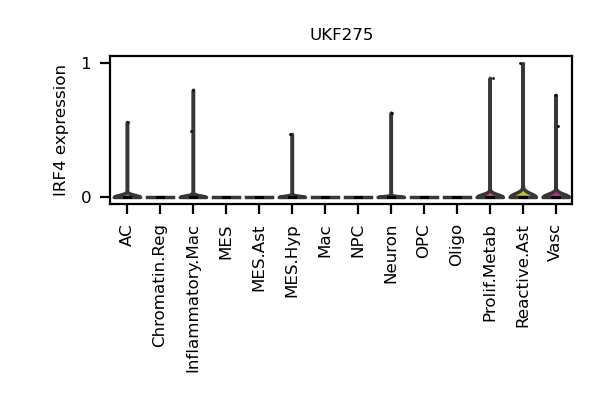 UKF275
IRF4 expression
1
0
AC
Chromatin.Reg
Inflammatory.Mac
MES
MES.Ast
MES.Hyp
Mac
NPC
Neuron
OPC
Oligo
Prolif.Metab
Reactive.Ast
Vasc